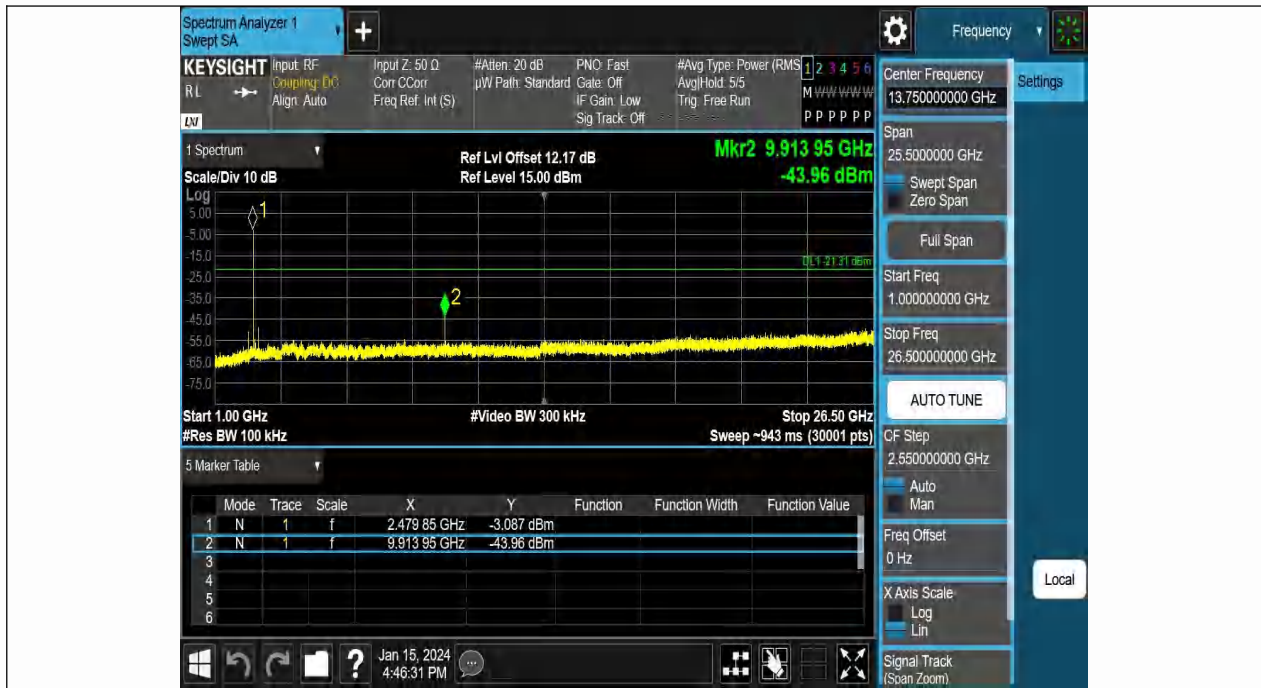 Spectrum Analyzer 1
Swept SA
+
Frequency
KEYSIGHT
RL
LXI
Input: RF
Coupling: DC
Align: Auto
Input Z: 50 Ω
Corr CCorr
Freq Ref: Int (S)
#Atten: 20 dB
µW Path: Standard
PNO: Fast
Gate: Off
IF Gain: Low
Sig Track: Off
#Avg Type: Power (RMS
Avg|Hold: 5/5
Trig: Free Run
1 2 3 4 5 6
M W W W W W
P P P P P P
1 Spectrum
Scale/Div 10 dB
Log
Ref Lvl Offset 12.17 dB
Ref Level 15.00 dBm
Mkr2 9.913 95 GHz
-43.96 dBm
5.00
-5.00
-15.0
-25.0
-35.0
-45.0
-55.0
-65.0
-75.0
1
2
DL1 -21.31 dBm
Start 1.00 GHz
#Video BW 300 kHz
Stop 26.50 GHz
#Res BW 100 kHz
Sweep ~943 ms (30001 pts)
5 Marker Table
Mode Trace Scale X Y Function Function Width Function Value
1 N 1 f 2.479 85 GHz -3.087 dBm
2 N 1 f 9.913 95 GHz -43.96 dBm
3
4
5
6
?
Jan 15, 2024
4:46:31 PM
Center Frequency
13.750000000 GHz
Settings
Span
25.5000000 GHz
Swept Span
Zero Span
Full Span
Start Freq
1.000000000 GHz
Stop Freq
26.500000000 GHz
AUTO TUNE
CF Step
2.550000000 GHz
Auto
Man
Freq Offset
0 Hz
X Axis Scale
Log
Lin
Local
Signal Track
(Span Zoom)